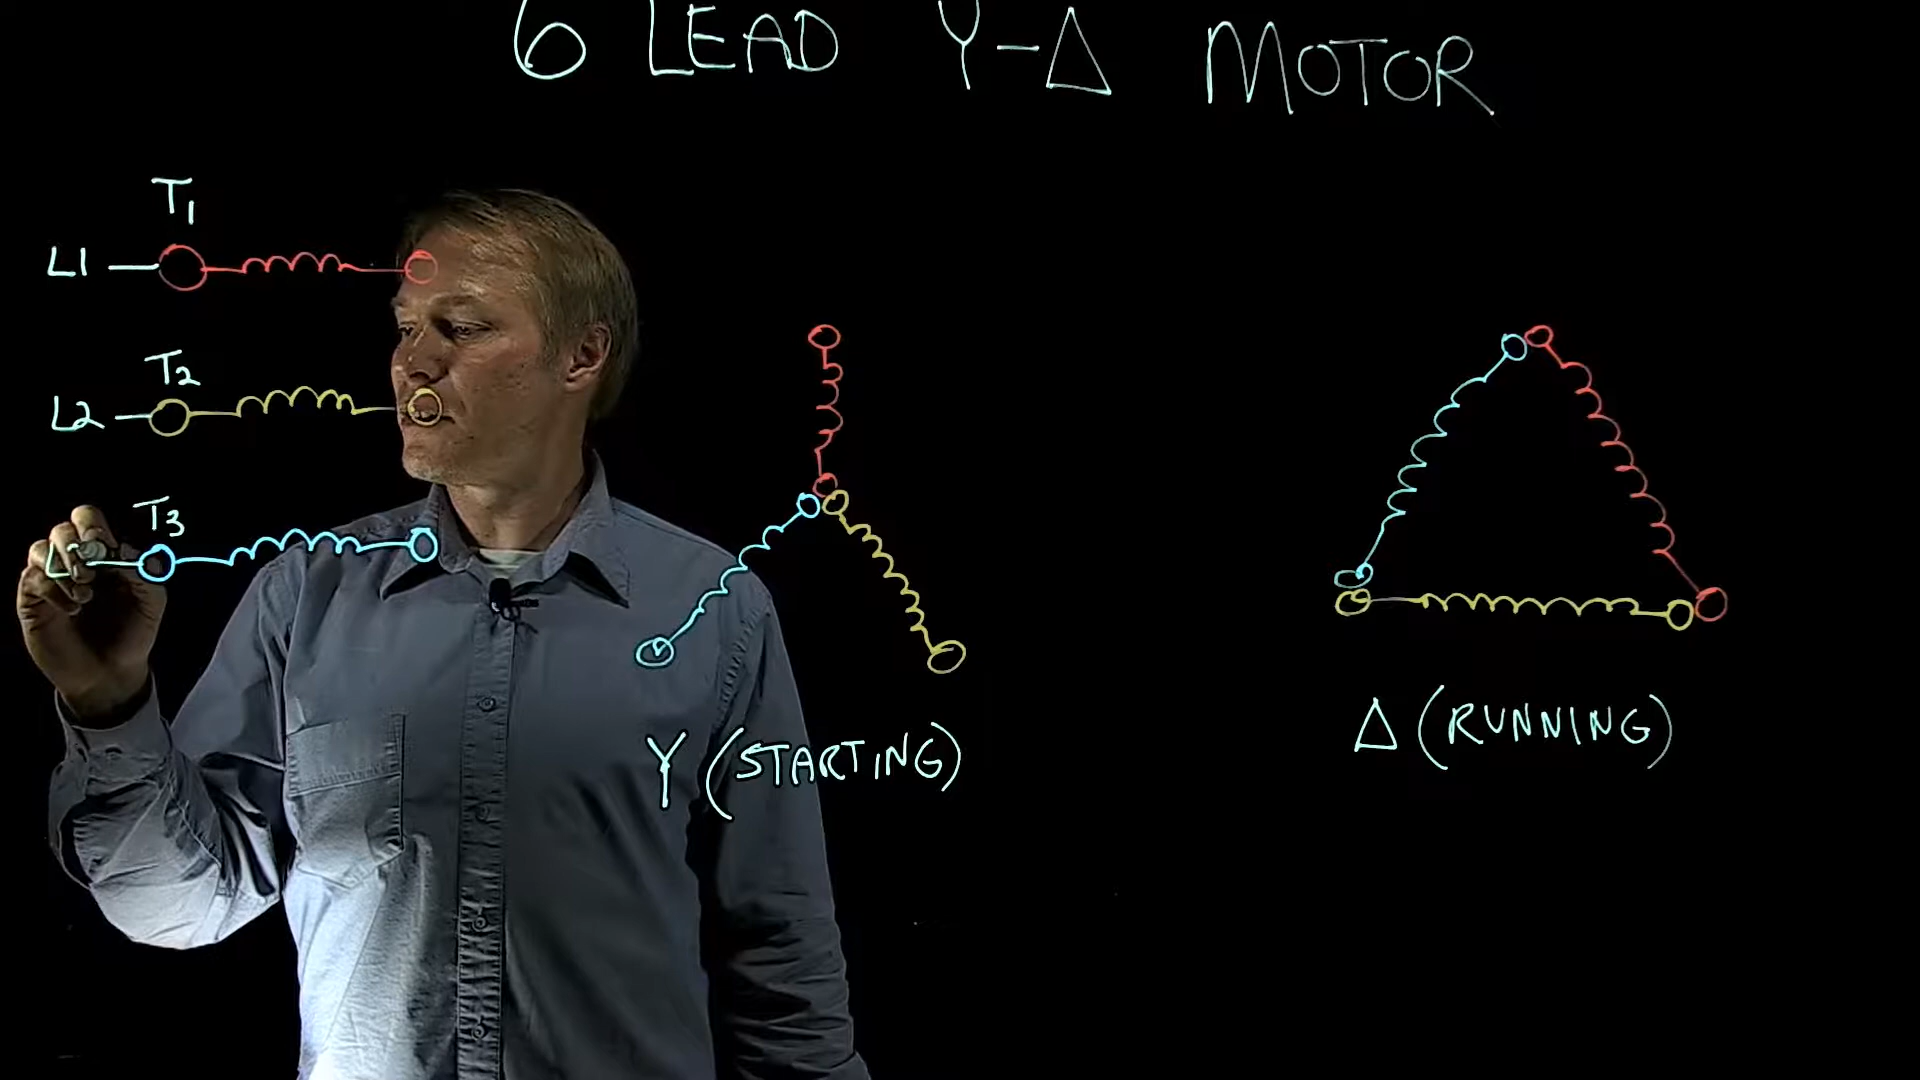 6 LEAD Y-Δ MOTOR
T1
L1
T2
L2
T3
Y (STARTING)
Δ (RUNNING)